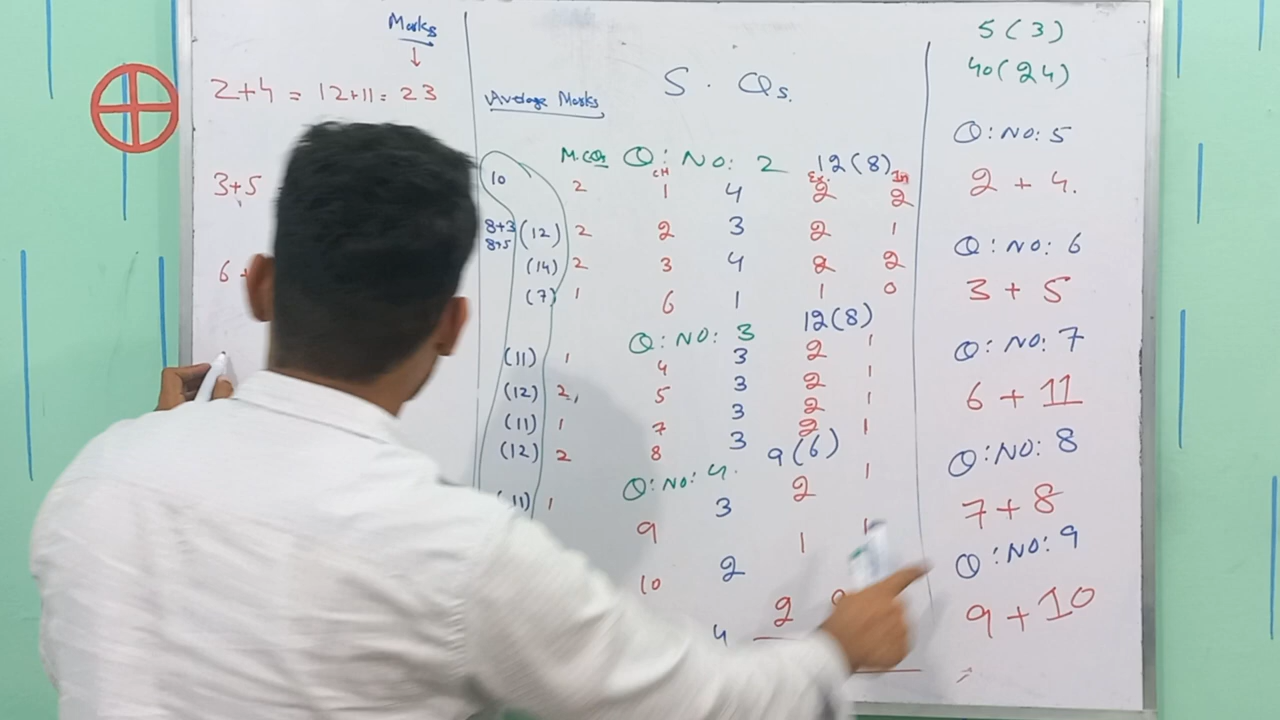 Marks
↓
2+4 = 12+11= 23
3+5
6 +
Average Marks
S. Qs.
M.CQs Q: NO: 2 12(8)
CH Ex. In
10 2 1 4 2 2
8+3
8+5
(12) 2 2 3 2 1
(14) 2 3 4 2 2
(7) 1 6 1 1 0
Q: NO: 3 12(8)
(11) 1 4 3 2 1
(12) 2, 5 3 2 1
(11) 1 7 3 2 1
(12) 2 8 3 2 1
Q: NO: 4. 9(6)
11) 1 9 3 2 1
10 2 1
4 2
5(3)
40(24)
Q: NO: 5
2 + 4.
Q: NO: 6
3 + 5
Q: NO: 7
6 + 11
Q: NO: 8
7 + 8
Q: NO: 9
9 + 10